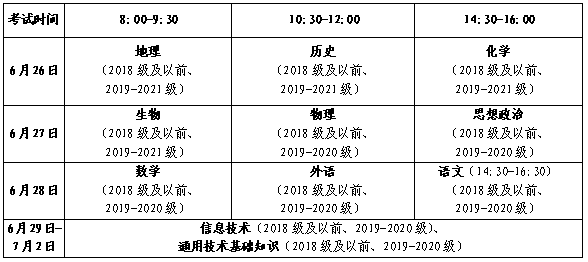 考试时间 8:00-9:30 10:30-12:00 14:30-16:00
地理 历史 化学
6月26日 (2018级及以前、 (2018级及以前、 (2018级及以前、
2019-2021级) 2019-2021级) 2019-2021级)
生物 物理 思想政治
6月27日 (2018级及以前、 (2018级及以前、 (2018级及以前、
2019-2021级) 2019-2020级) 2019-2020级)
数学 外语 语文(14:30-16:30)
6月28日 (2018级及以前、 (2018级及以前、 (2018级及以前、
2019-2020级) 2019-2020级) 2019-2020级)
6月29日- 信息技术(2018级及以前、2019-2020级)、
7月2日 通用技术基础知识(2018级及以前、2019-2020级)